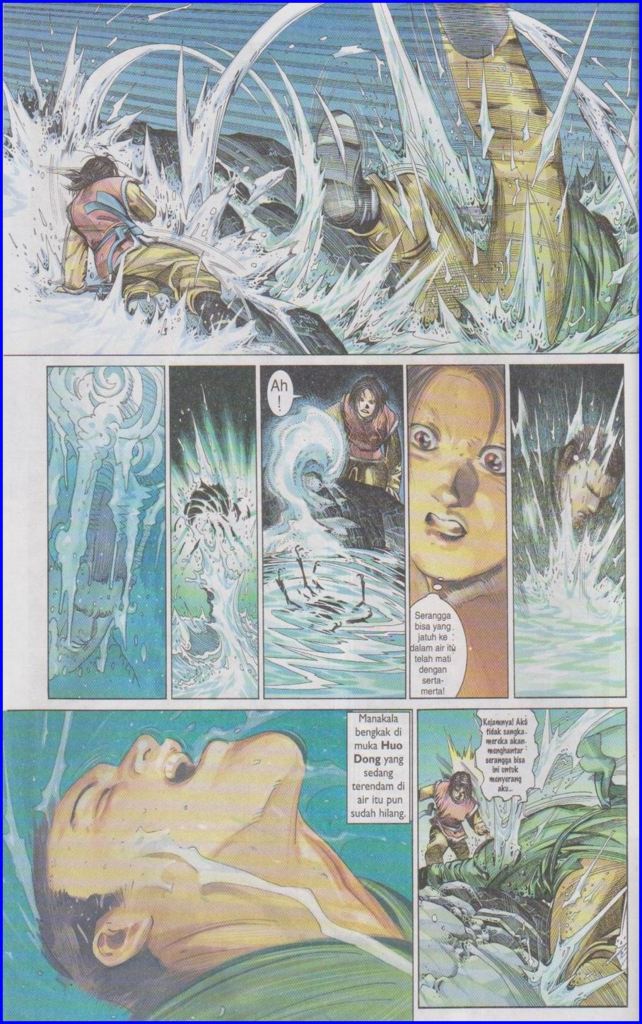 Ah
!
Serangga
bisa yang
jatuh ke
dalam air itu
telah mati
dengan
serta-
merta!
Manakala
bengkak di
muka Huo
Dong yang
sedang
terendam di
air itu pun
sudah hilang.
Kejamnya! Aku
tidak sangka
mereka akan
menghantar
serangga bisa
ini untuk
menyerang
aku...